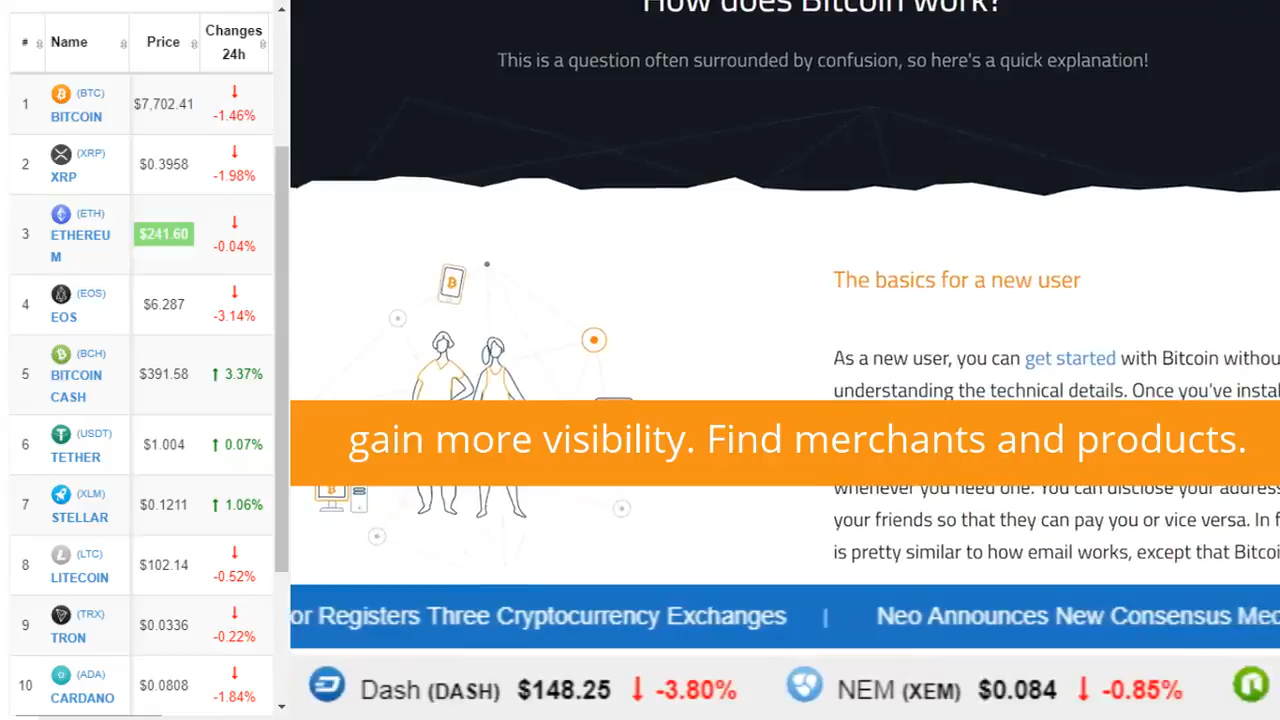 # Name Price Changes
24h
1 (BTC)
BITCOIN $7,702.41 -1.46%
2 (XRP)
XRP $0.3958 -1.98%
3 (ETH)
ETHEREU
M $241.60 -0.04%
4 (EOS)
EOS $6.287 -3.14%
5 (BCH)
BITCOIN
CASH $391.58 3.37%
6 (USDT)
TETHER $1.004 0.07%
7 (XLM)
STELLAR $0.1211 1.06%
8 (LTC)
LITECOIN $102.14 -0.52%
9 (TRX)
TRON $0.0336 -0.22%
10 (ADA)
CARDANO $0.0808 -1.84%
How does Bitcoin work?
This is a question often surrounded by confusion, so here's a quick explanation!
The basics for a new user
As a new user, you can get started with Bitcoin withou
understanding the technical details. Once you've instal
gain more visibility. Find merchants and products.
whenever you need one. You can disclose your address
your friends so that they can pay you or vice versa. In f
is pretty similar to how email works, except that Bitcoi
or Registers Three Cryptocurrency Exchanges | Neo Announces New Consensus Mec
Dash (DASH) $148.25 -3.80% NEM (XEM) $0.084 -0.85%